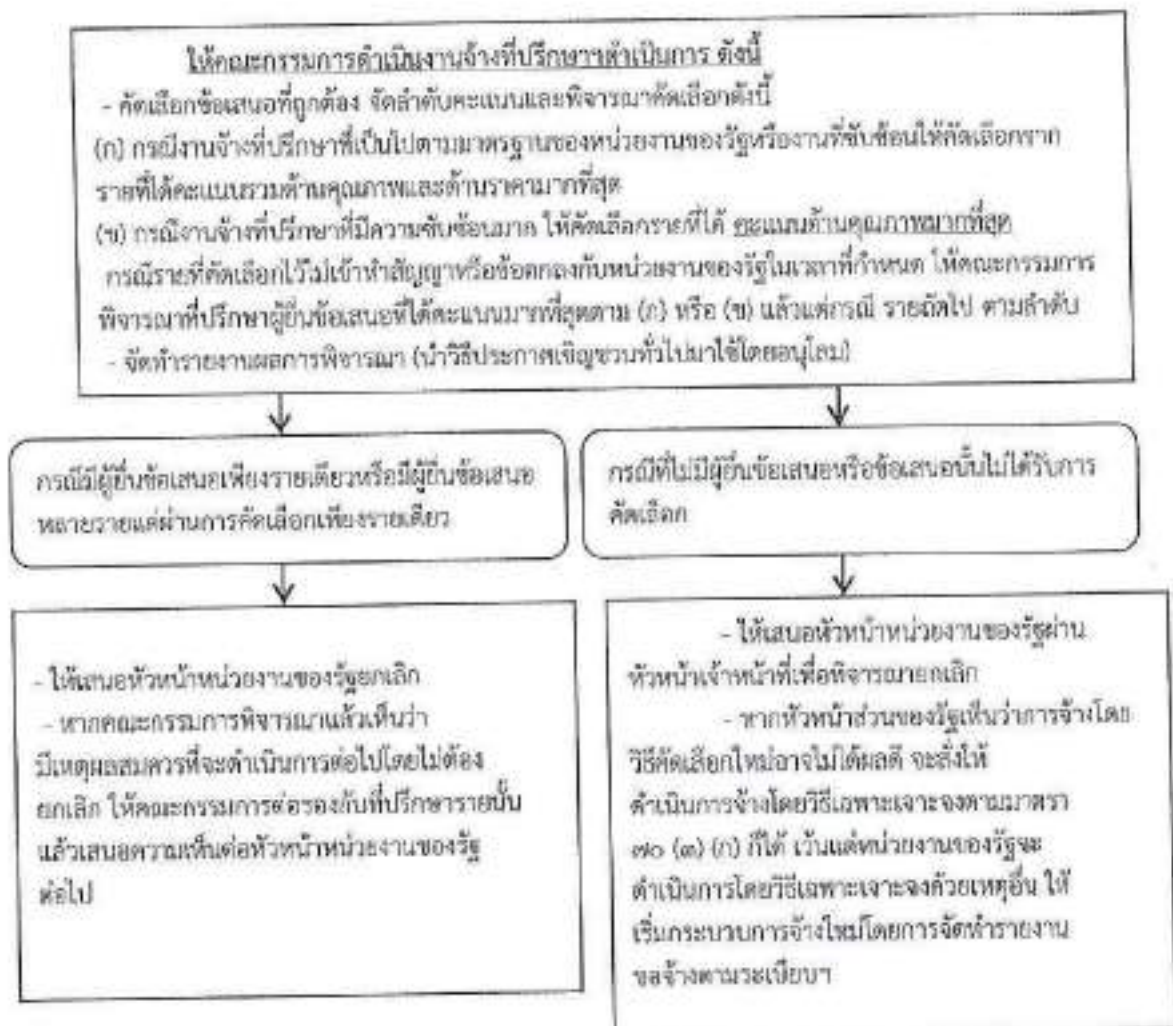 ให้คณะกรรมการดำเนินงานจ้างที่ปรึกษาฯดำเนินการ ดังนี้
- คัดเลือกข้อเสนอที่ถูกต้อง จัดลำดับคะแนนและพิจารณาคัดเลือกดังนี้
(ก) กรณีงานจ้างที่ปรึกษาที่เป็นไปตามมาตรฐานของหน่วยงานของรัฐหรืองานที่ซับซ้อนให้คัดเลือกจาก
รายที่ได้คะแนนรวมด้านคุณภาพและด้านราคามากที่สุด
(ข) กรณีงานจ้างที่ปรึกษาที่มีความซับซ้อนมาก ให้คัดเลือกรายที่ได้ คะแนนด้านคุณภาพมากที่สุด
กรณีรายที่คัดเลือกไว้ไม่เข้าทำสัญญาหรือข้อตกลงกับหน่วยงานของรัฐในเวลาที่กำหนด ให้คณะกรรมการ
พิจารณาที่ปรึกษาผู้ยื่นข้อเสนอที่ได้คะแนนมากที่สุดตาม (ก) หรือ (ข) แล้วแต่กรณี รายถัดไป ตามลำดับ
- จัดทำรายงานผลการพิจารณา (นำวิธีประกาศเชิญชวนทั่วไปมาใช้โดยอนุโลม)
กรณีมีผู้ยื่นข้อเสนอเพียงรายเดียวหรือมีผู้ยื่นข้อเสนอ
หลายรายแต่ผ่านการคัดเลือกเพียงรายเดียว
กรณีที่ไม่มีผู้ยื่นข้อเสนอหรือข้อเสนอนั้นไม่ได้รับการ
คัดเลือก
- ให้เสนอหัวหน้าหน่วยงานของรัฐยกเลิก
- หากคณะกรรมการพิจารณาแล้วเห็นว่า
มีเหตุผลสมควรที่จะดำเนินการต่อไปโดยไม่ต้อง
ยกเลิก ให้คณะกรรมการต่อรองกับที่ปรึกษารายนั้น
แล้วเสนอความเห็นต่อหัวหน้าหน่วยงานของรัฐ
ต่อไป
- ให้เสนอหัวหน้าหน่วยงานของรัฐผ่าน
หัวหน้าเจ้าหน้าที่เพื่อพิจารณายกเลิก
- หากหัวหน้าส่วนของรัฐเห็นว่าการจ้างโดย
วิธีคัดเลือกใหม่อาจไม่ได้ผลดี จะสั่งให้
ดำเนินการจ้างโดยวิธีเฉพาะเจาะจงตามมาตรา
๗๐ (๓) (ก) ก็ได้ เว้นแต่หน่วยงานของรัฐจะ
ดำเนินการโดยวิธีเฉพาะเจาะจงด้วยเหตุอื่น ให้
เริ่มกระบวนการจ้างใหม่โดยการจัดทำรายงาน
ขอจ้างตามระเบียบฯ